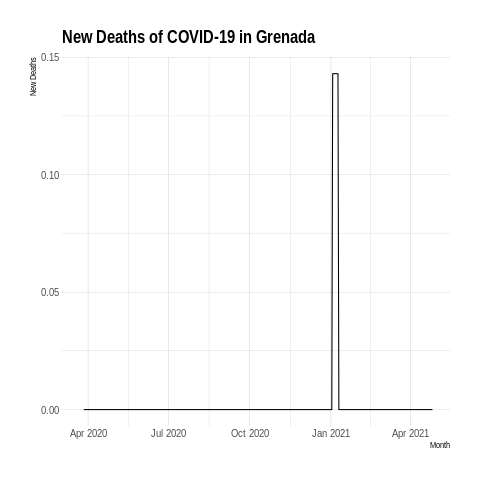 New Deaths of COVID-19 in Grenada
New Deaths
0.15
0.10
0.05
0.00
Apr 2020 Jul 2020 Oct 2020 Jan 2021 Apr 2021
Month